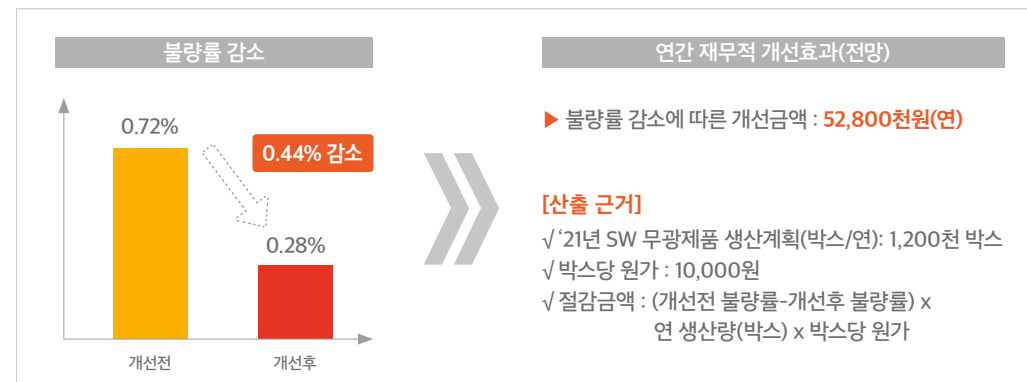 불량률 감소
0.72%
0.44% 감소
0.28%
개선전
개선후
연간 재무적 개선효과(전망)
▶ 불량률 감소에 따른 개선금액 : 52,800천원(연)
[산출 근거]
√ ‘21년 SW 무광제품 생산계획(박스/연): 1,200천 박스
√ 박스당 원가 : 10,000원
√ 절감금액 : (개선전 불량률-개선후 불량률) x
연 생산량(박스) x 박스당 원가